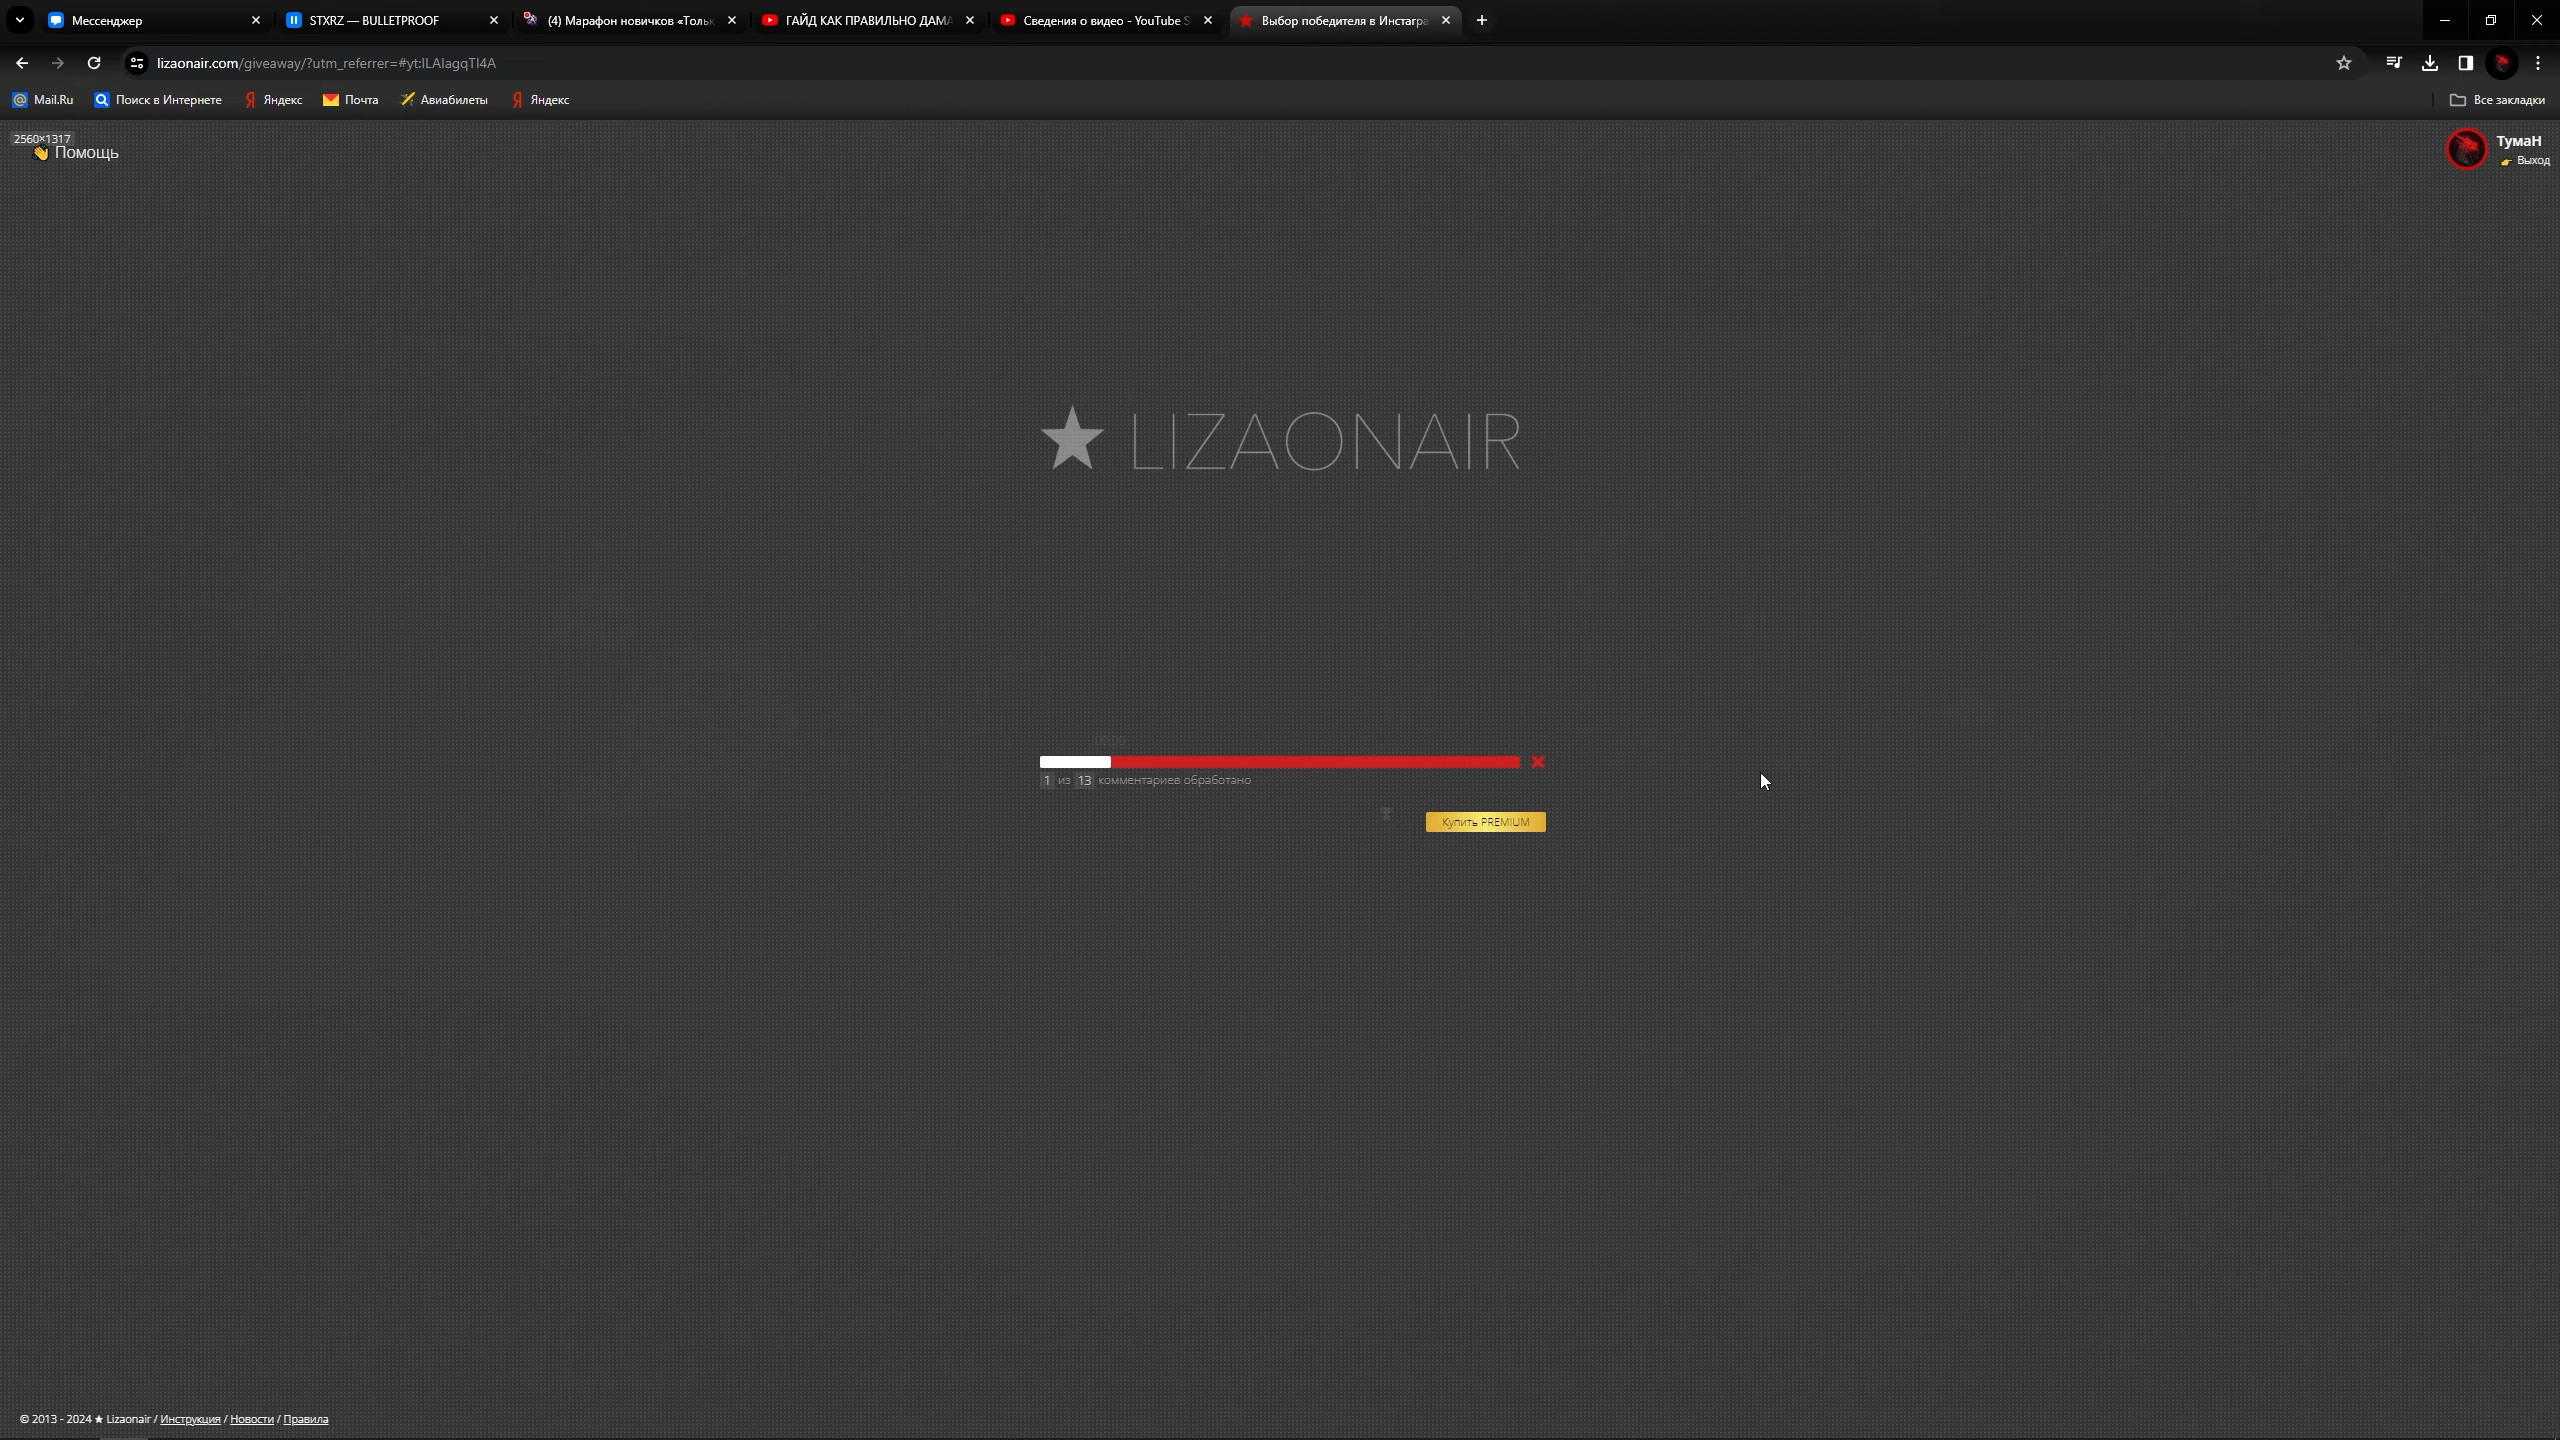 Мессенджер
STXRZ — BULLETPROOF
(4) Марафон новичков «Тольк
ГАЙД КАК ПРАВИЛЬНО ДАМА
Сведения о видео - YouTube S
Выбор победителя в Инстагра
lizaonair.com/giveaway/?utm_referrer=#yt:ILAlagqTI4A
Mail.Ru
Поиск в Интернете
Яндекс
Почта
Авиабилеты
Яндекс
Все закладки
2560×1317
Помощь
ТумаН
Выход
LIZAONAIR
1 из 13 комментариев обработано
Купить PREMIUM
© 2013 - 2024 ★ Lizaonair / Инструкция / Новости / Правила